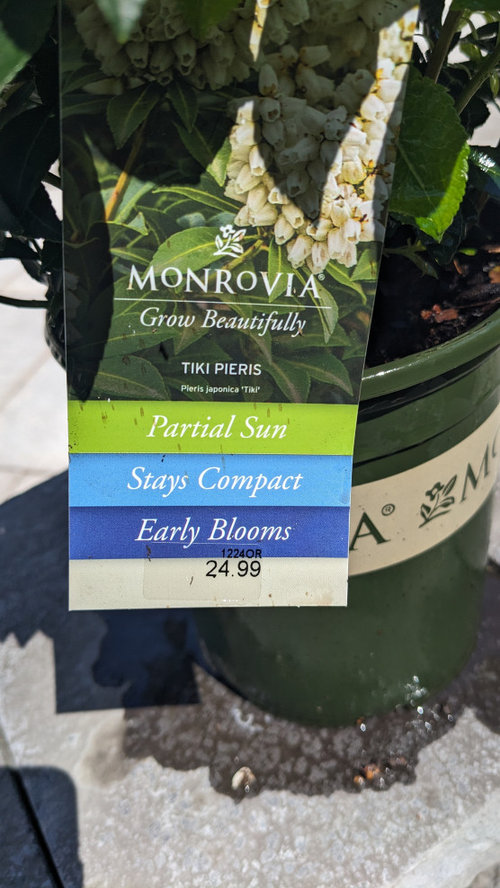 MONROVIA®
Grow Beautifully
TIKI PIERIS
Pieris japonica 'Tiki'
Partial Sun
Stays Compact
Early Blooms
1224OR
24.99
A®